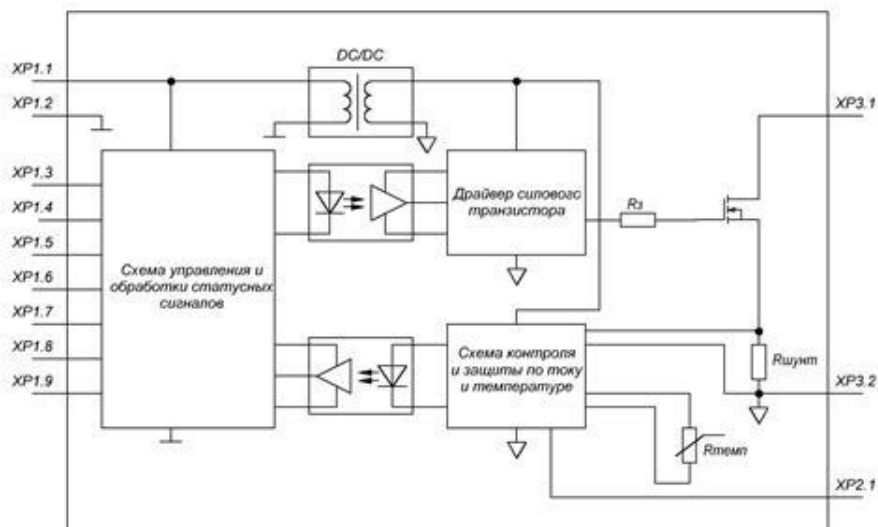 DC/DC
XP1.1
XP1.2
XP3.1
XP1.3
XP1.4
XP1.5
XP1.6
XP1.7
XP1.8
XP1.9
Схема управления и
обработки статусных
сигналов
Драйвер силового
транзистора
Rз
Схема контроля
и защиты по току
и температуре
Rшунт
XP3.2
Rтемп
XP2.1